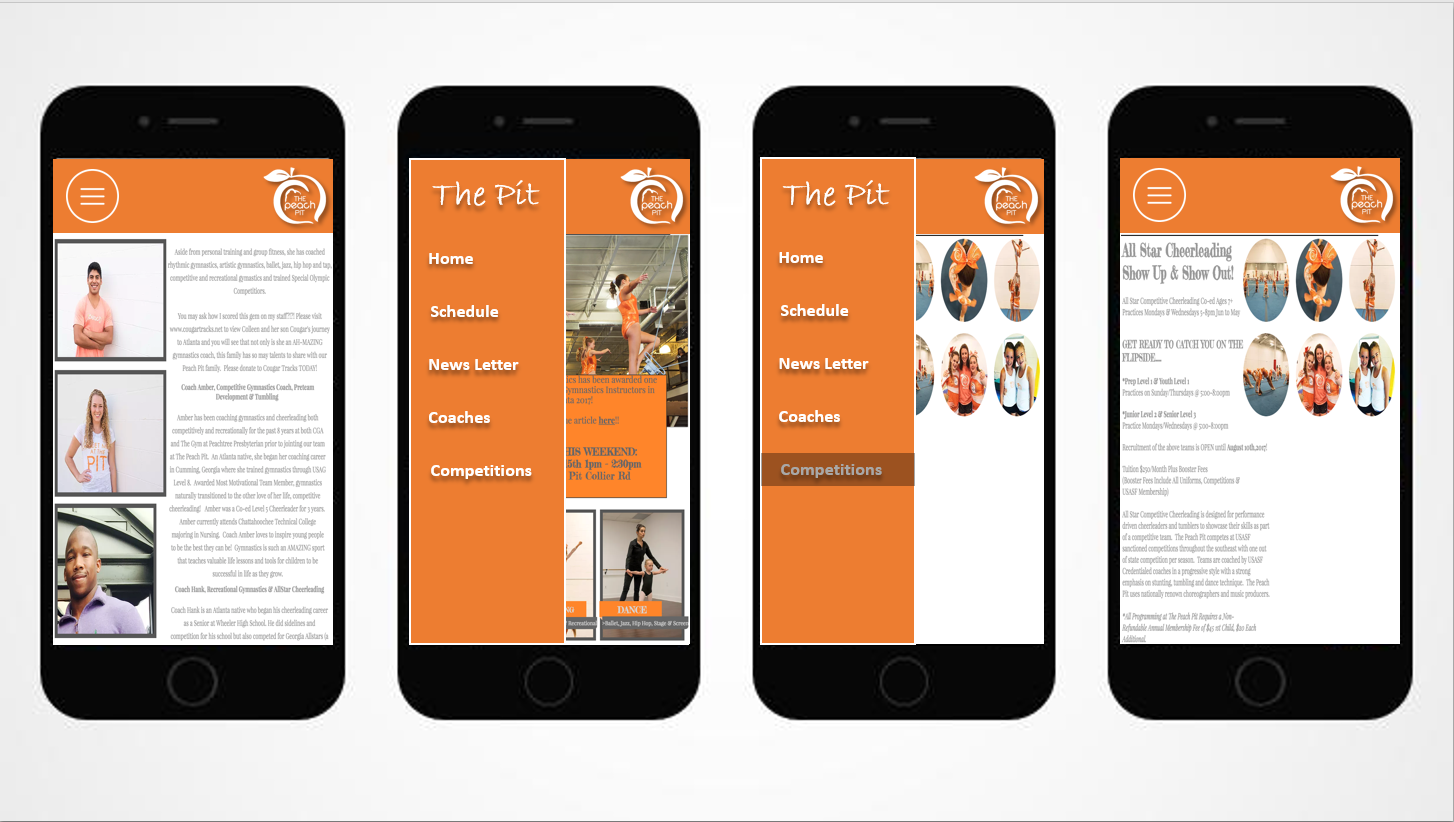 THE
peach
PIT
Aside from personal training and group fitness, she has coached
rhythmic gymnastics, artistic gymnastics, ballet, jazz, hip hop and tap,
competitive and recreational gymnastics and trained Special Olympic
Competitors.
You may ask how I scored this gem on my staff?!?! Please visit
www.cougartracks.net to view Colleen and her son Cougar's journey
to Atlanta and you will see that not only is she an AH-MAZING
gymnastics coach, this family has so may talents to share with our
Peach Pit family. Please donate to Cougar Tracks TODAY!
Coach Amber, Competitive Gymnastics Coach, Preteam
Development & Tumbling
Amber has been coaching gymnastics and cheerleading both
competitively and recreationally for the past 8 years at both CGA
and The Gym at Peachtree Presbyterian prior to jointing our team
at The Peach Pit. An Atlanta native, she began her coaching career
in Cumming, Georgia where she trained gymnastics through USAG
Level 8. Awarded Most Motivational Team Member, gymnastics
naturally transitioned to the other love of her life, competitive
cheerleading! Amber was a Co-ed Level 5 Cheerleader for 3 years.
Amber currently attends Chattahoochee Technical College
majoring in Nursing. Coach Amber loves to inspire young people
to be the best they can be! Gymnastics is such an AMAZING sport
that teaches valuable life lessons and tools for children to be
successful in life as they grow.
Coach Hank, Recreational Gymnastics & AllStar Cheerleading
Coach Hank is an Atlanta native who began his cheerleading career
as a Senior at Wheeler High School. He did sidelines and
competition for his school but also competed for Georgia Allstars (a
PIT
The Pit
Home
Schedule
News Letter
Coaches
Competitions
THE
peach
PIT
ics has been awarded one
Gymnastics Instructors in
ta 2017!
he article here!!
HIS WEEKEND:
5th 1pm - 2:30pm
Pit Collier Rd
NG
Recreational
DANCE
>Ballet, Jazz, Hip Hop, Stage & Screen
The Pit
Home
Schedule
News Letter
Coaches
Competitions
THE
peach
PIT
THE
peach
PIT
All Star Cheerleading
Show Up & Show Out!
All Star Competitive Cheerleading Co-ed Ages 7+
Practices Mondays & Wednesdays 5-8pm Jun to May
GET READY TO CATCH YOU ON THE
FLIPSIDE....
*Prep Level 1 & Youth Level 1
Practices on Sunday/Thursdays @ 5:00-8:00pm
*Junior Level 2 & Senior Level 3
Practice Mondays/Wednesdays @ 5:00-8:00pm
Recruitment of the above teams is OPEN until August 10th,2017!
Tuition $250/Month Plus Booster Fees
(Booster Fees Include All Uniforms, Competitions &
USASF Membership)
All Star Competitive Cheerleading is designed for performance
driven cheerleaders and tumblers to showcase their skills as part
of a competitive team. The Peach Pit competes at USASF
sanctioned competitions throughout the southeast with one out
of state competition per season. Teams are coached by USASF
Credentialed coaches in a progressive style with a strong
emphasis on stunting, tumbling and dance technique. The Peach
Pit uses nationally renown choreographers and music producers.
*All Programming at The Peach Pit Requires a Non-
Refundable Annual Membership Fee of $45 1st Child, $20 Each
Additional.